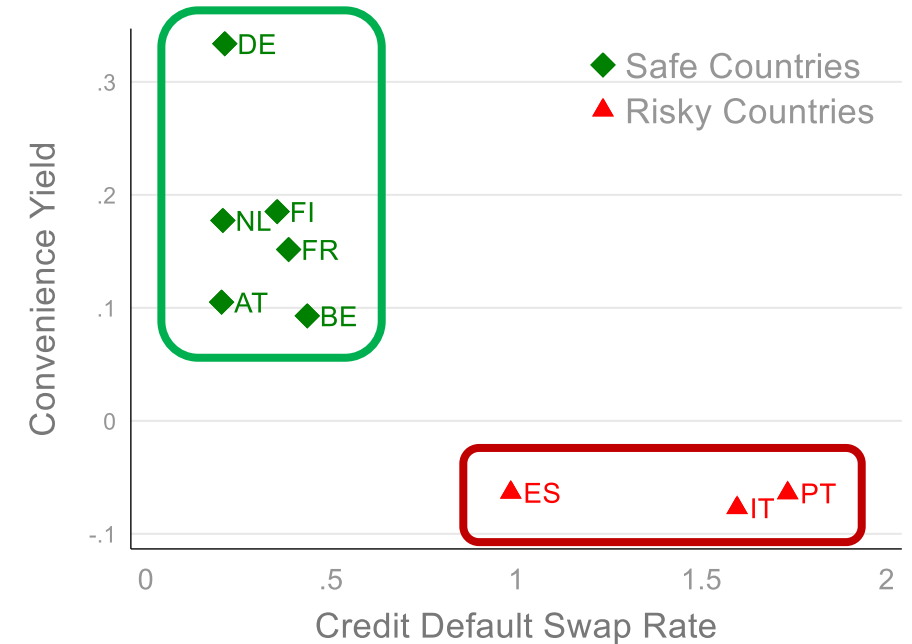 DE
Safe Countries
Risky Countries
.3
.2
.1
0
-.1
Convenience Yield
NL
FI
FR
AT
BE
ES
IT
PT
0 .5 1 1.5 2
Credit Default Swap Rate